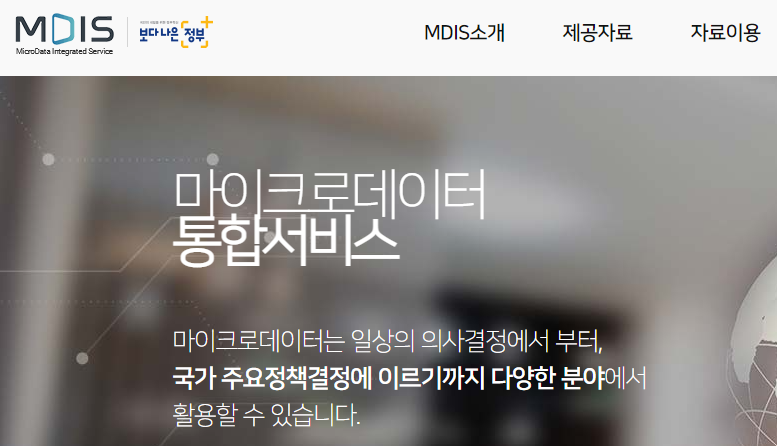 MDIS
MicroData Integrated Service
보다 나은 정부
MDIS소개
제공자료
자료이용
마이크로데이터
통합서비스
마이크로데이터는 일상의 의사결정에서 부터,
국가 주요정책결정에 이르기까지 다양한 분야에서
활용할 수 있습니다.